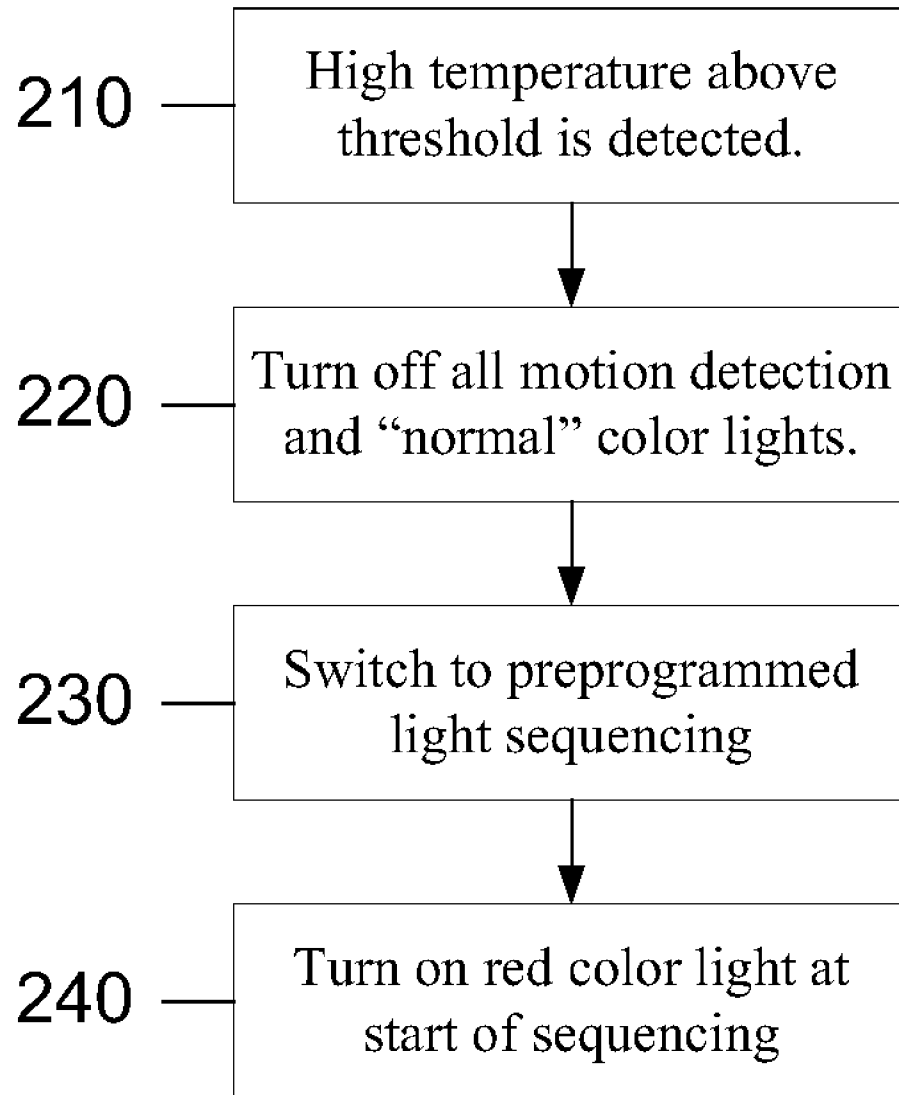 210
High temperature above
threshold is detected.
220
Turn off all motion detection
and “normal” color lights.
230
Switch to preprogrammed
light sequencing
240
Turn on red color light at
start of sequencing